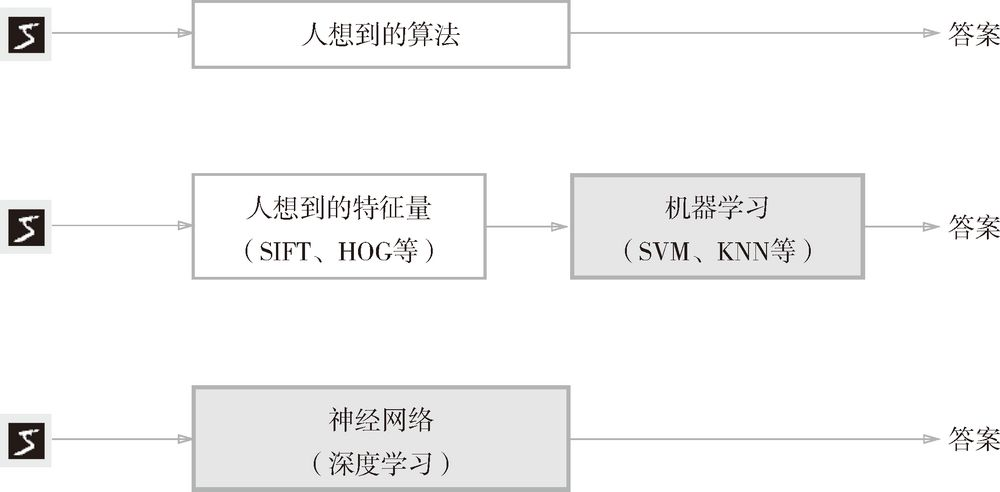 人想到的算法
答案
人想到的特征量
（SIFT、HOG等）
机器学习
（SVM、KNN等）
答案
神经网络
（深度学习）
答案